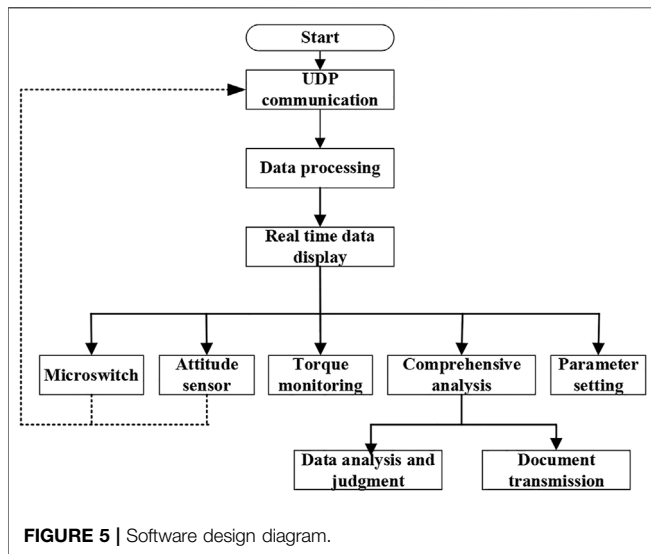 Start
UDP
communication
Data processing
Real time data
display
Microswitch
Attitude
sensor
Torque
monitoring
Comprehensive
analysis
Parameter
setting
Data analysis and
judgment
Document
transmission
FIGURE 5 | Software design diagram.